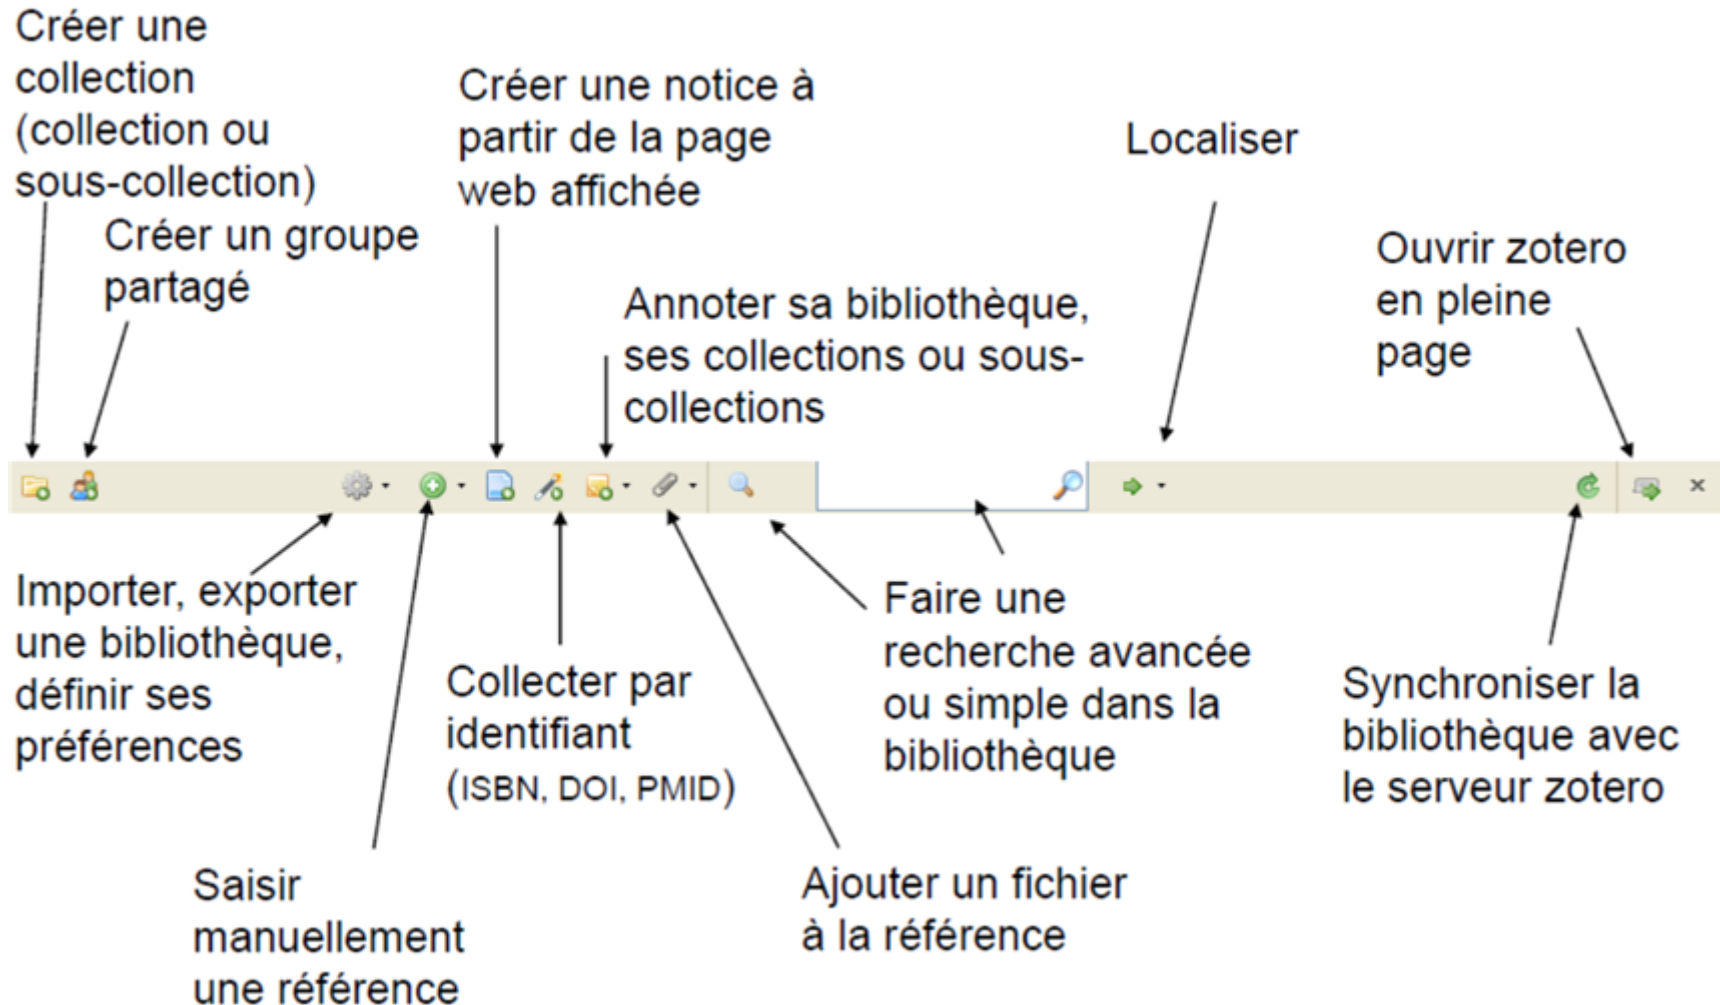 Créer une
collection
(collection ou
sous-collection)
Créer un groupe
partagé
Créer une notice à
partir de la page
web affichée
Annoter sa bibliothèque,
ses collections ou sous-
collections
Localiser
Ouvrir zotero
en pleine
page
Importer, exporter
une bibliothèque,
définir ses
préférences
Saisir
manuellement
une référence
Collecter par
identifiant
(ISBN, DOI, PMID)
Ajouter un fichier
à la référence
Faire une
recherche avancée
ou simple dans la
bibliothèque
Synchroniser la
bibliothèque avec
le serveur zotero